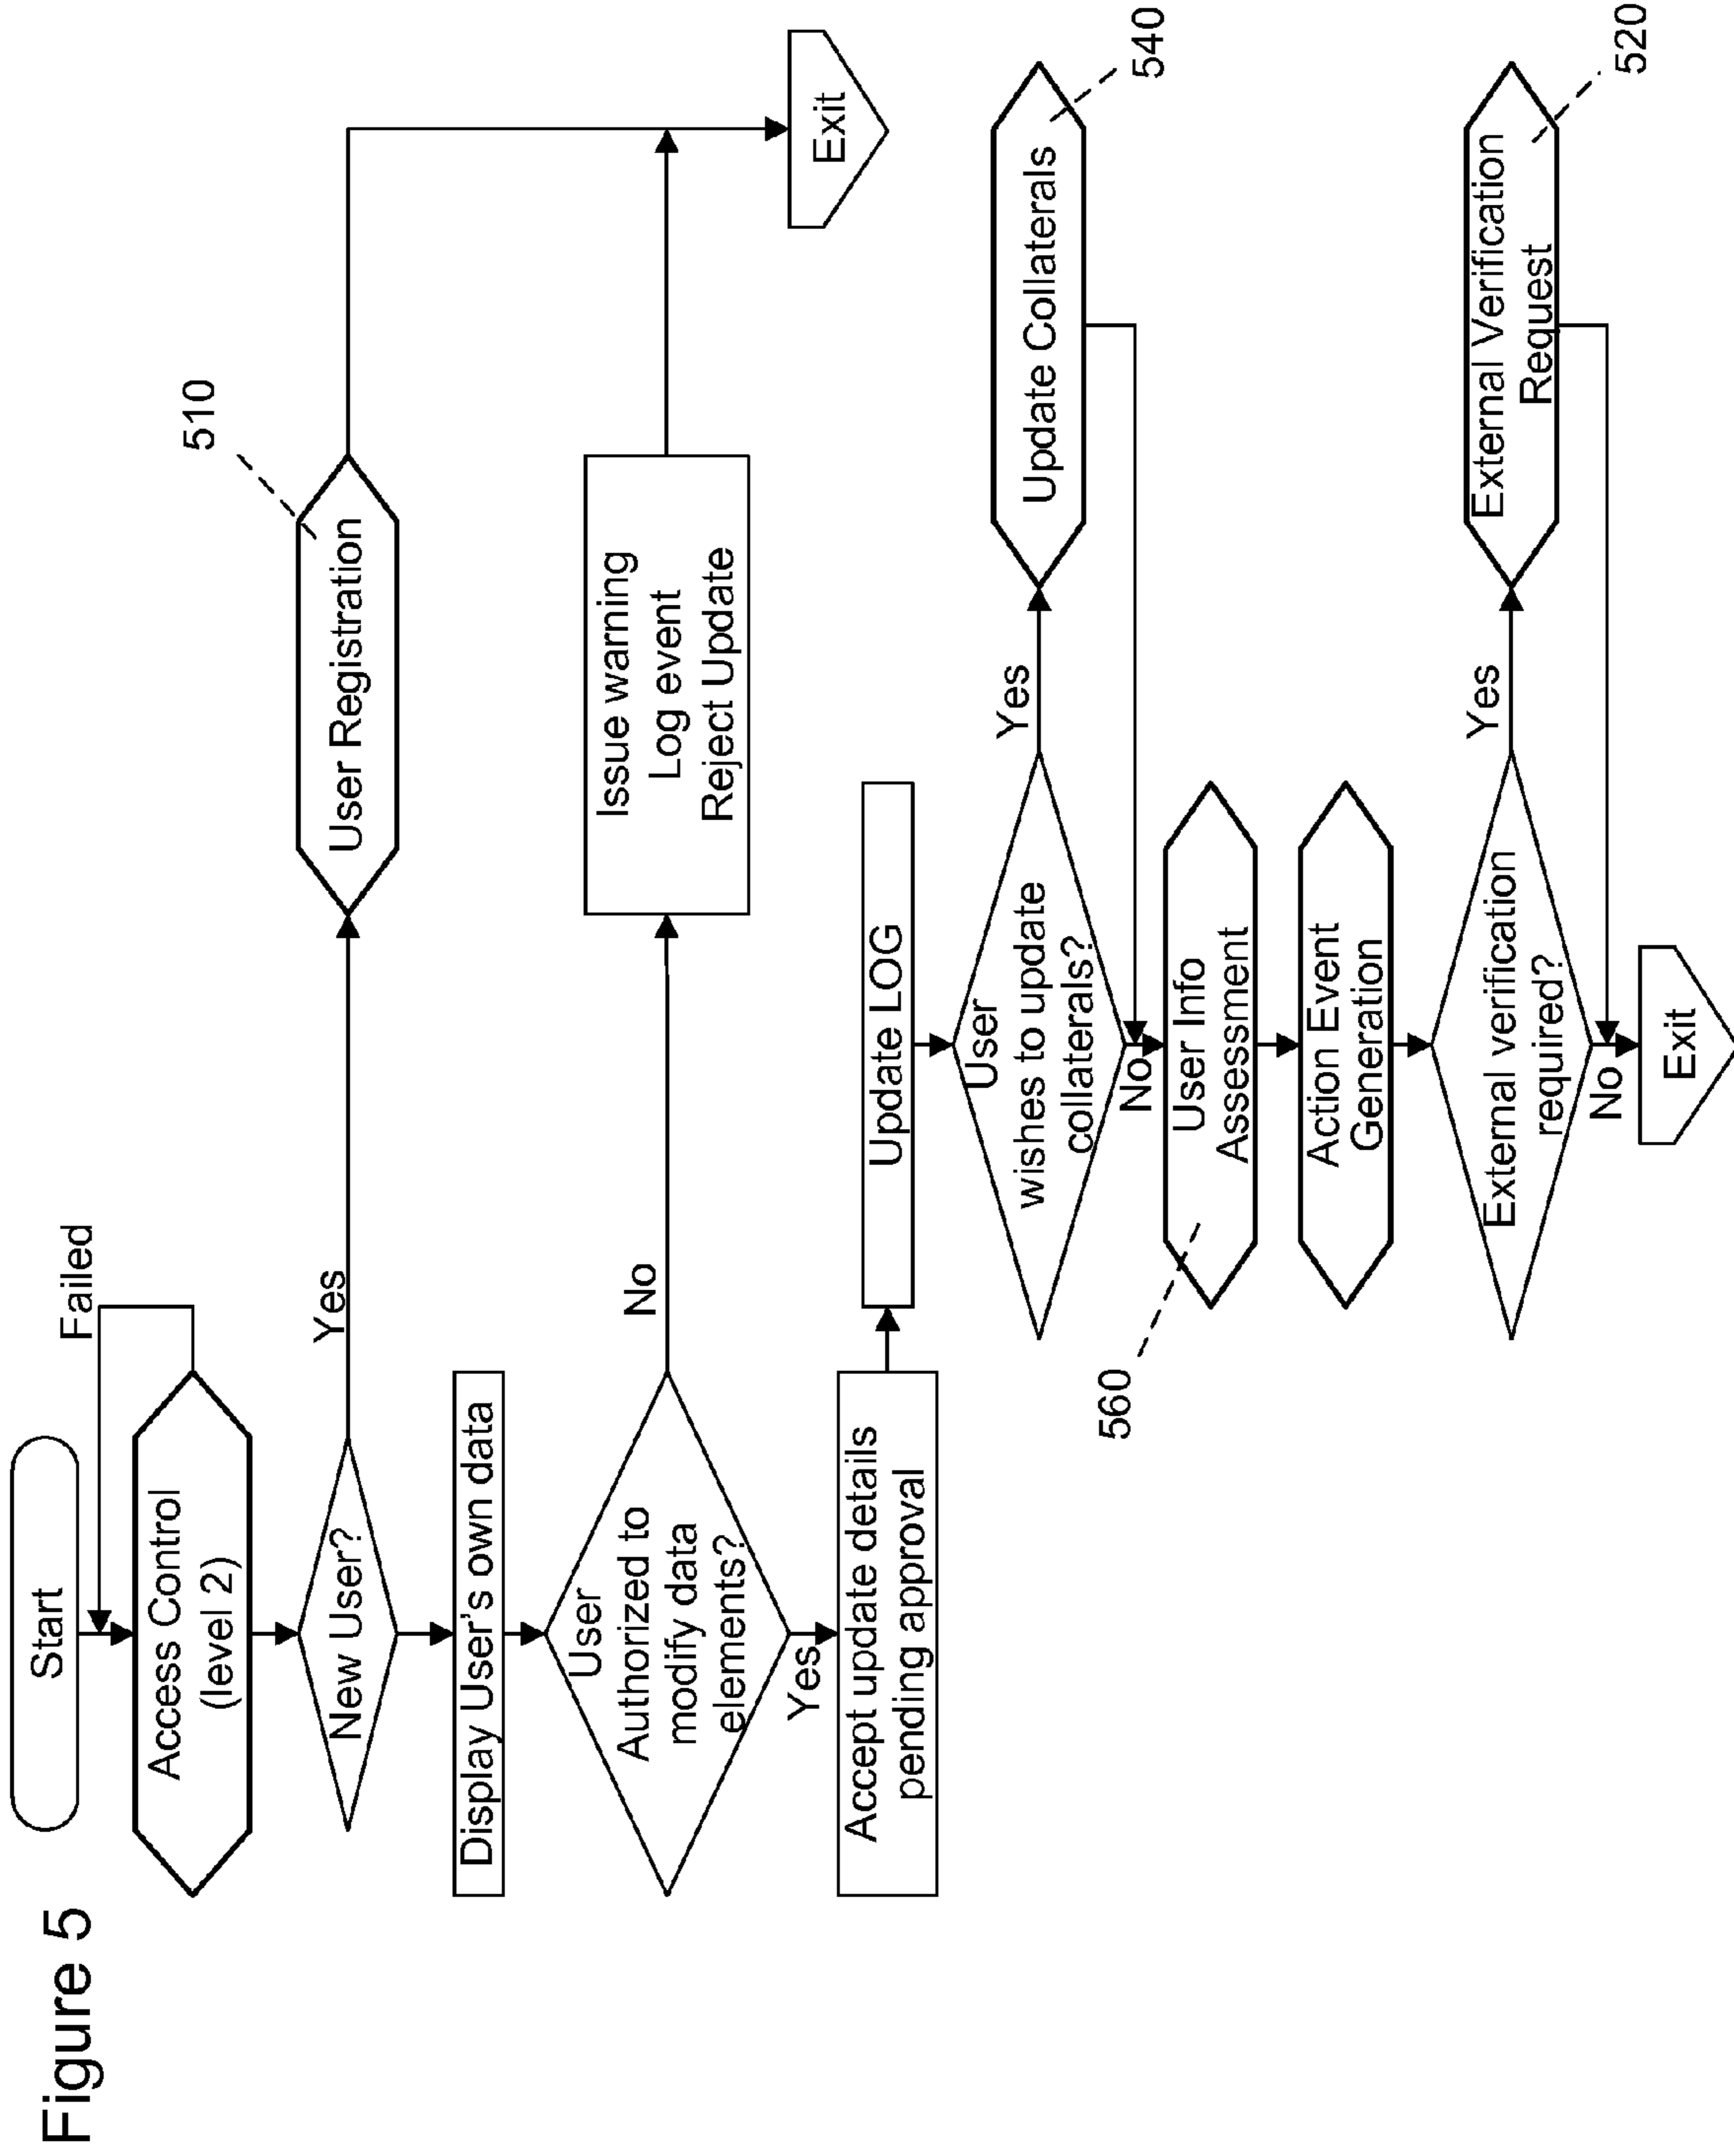 Figure 5
Start
Failed
Access Control
(level 2)
510
New User?
Yes
User Registration
Display User's own data
User
Authorized to
modify data
elements?
No
Issue warning
Log event
Reject Update
Exit
Yes
Accept update details
pending approval
Update LOG
User
wishes to update
collaterals?
Yes
Update Collaterals
540
No
560
User Info
Assessment
Action Event
Generation
External verification
required?
Yes
External Verification
Request
520
No
Exit